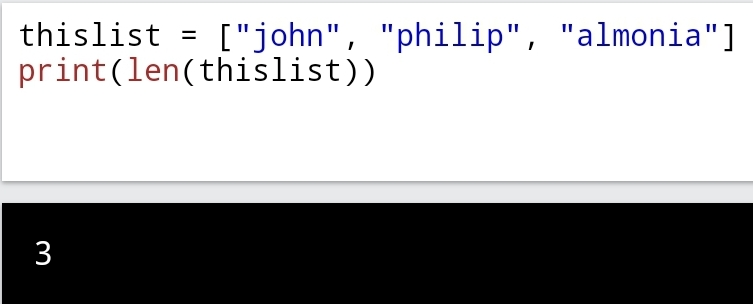 thislist = ["john", "philip", "almonia"]
print(len(thislist))
3